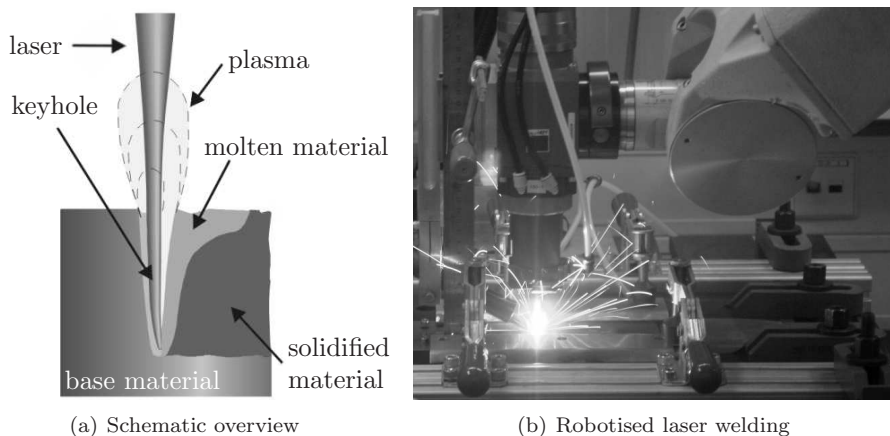 laser
plasma
keyhole
molten material
solidified
material
base material
(a) Schematic overview
(b) Robotised laser welding